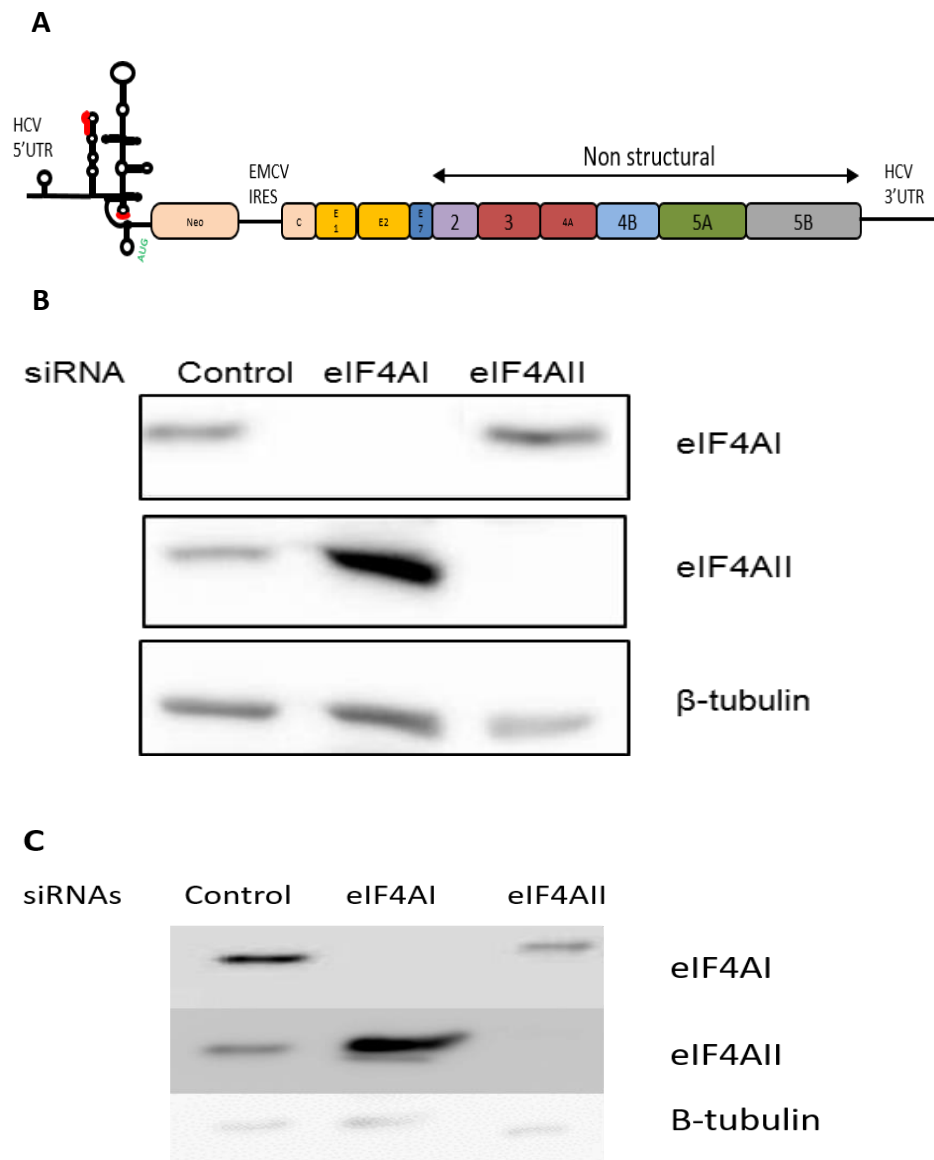 A
HCV
5'UTR
AUG
Neo
EMCV
IRES
C
E
1
E2
E
7
2
3
4A
4B
5A
5B
Non structural
HCV
3'UTR
B
siRNA Control eIF4AI eIF4AII
eIF4AI
eIF4AII
β-tubulin
C
siRNAs Control eIF4AI eIF4AII
eIF4AI
eIF4AII
B-tubulin